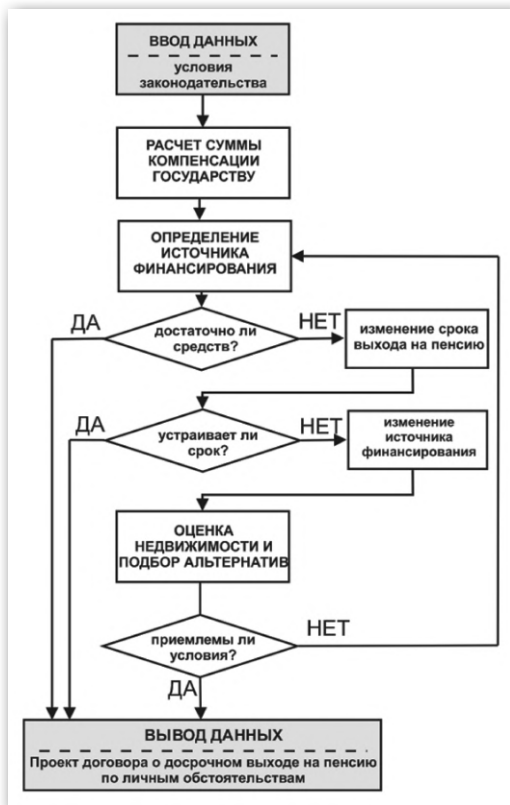 ВВОД ДАННЫХ
условия
законодательства
РАСЧЕТ СУММЫ
КОМПЕНСАЦИИ
ГОСУДАРСТВУ
ОПРЕДЕЛЕНИЕ
ИСТОЧНИКА
ФИНАНСИРОВАНИЯ
ДА
достаточно ли
средств?
НЕТ
изменение срока
выхода на пенсию
ДА
устраивает ли
срок?
НЕТ
изменение
источника
финансирования
ОЦЕНКА
НЕДВИЖИМОСТИ И
ПОДБОР АЛЬТЕРНАТИВ
приемлемы ли
условия?
НЕТ
ДА
ВЫВОД ДАННЫХ
Проект договора о досрочном выходе на пенсию
по личным обстоятельствам